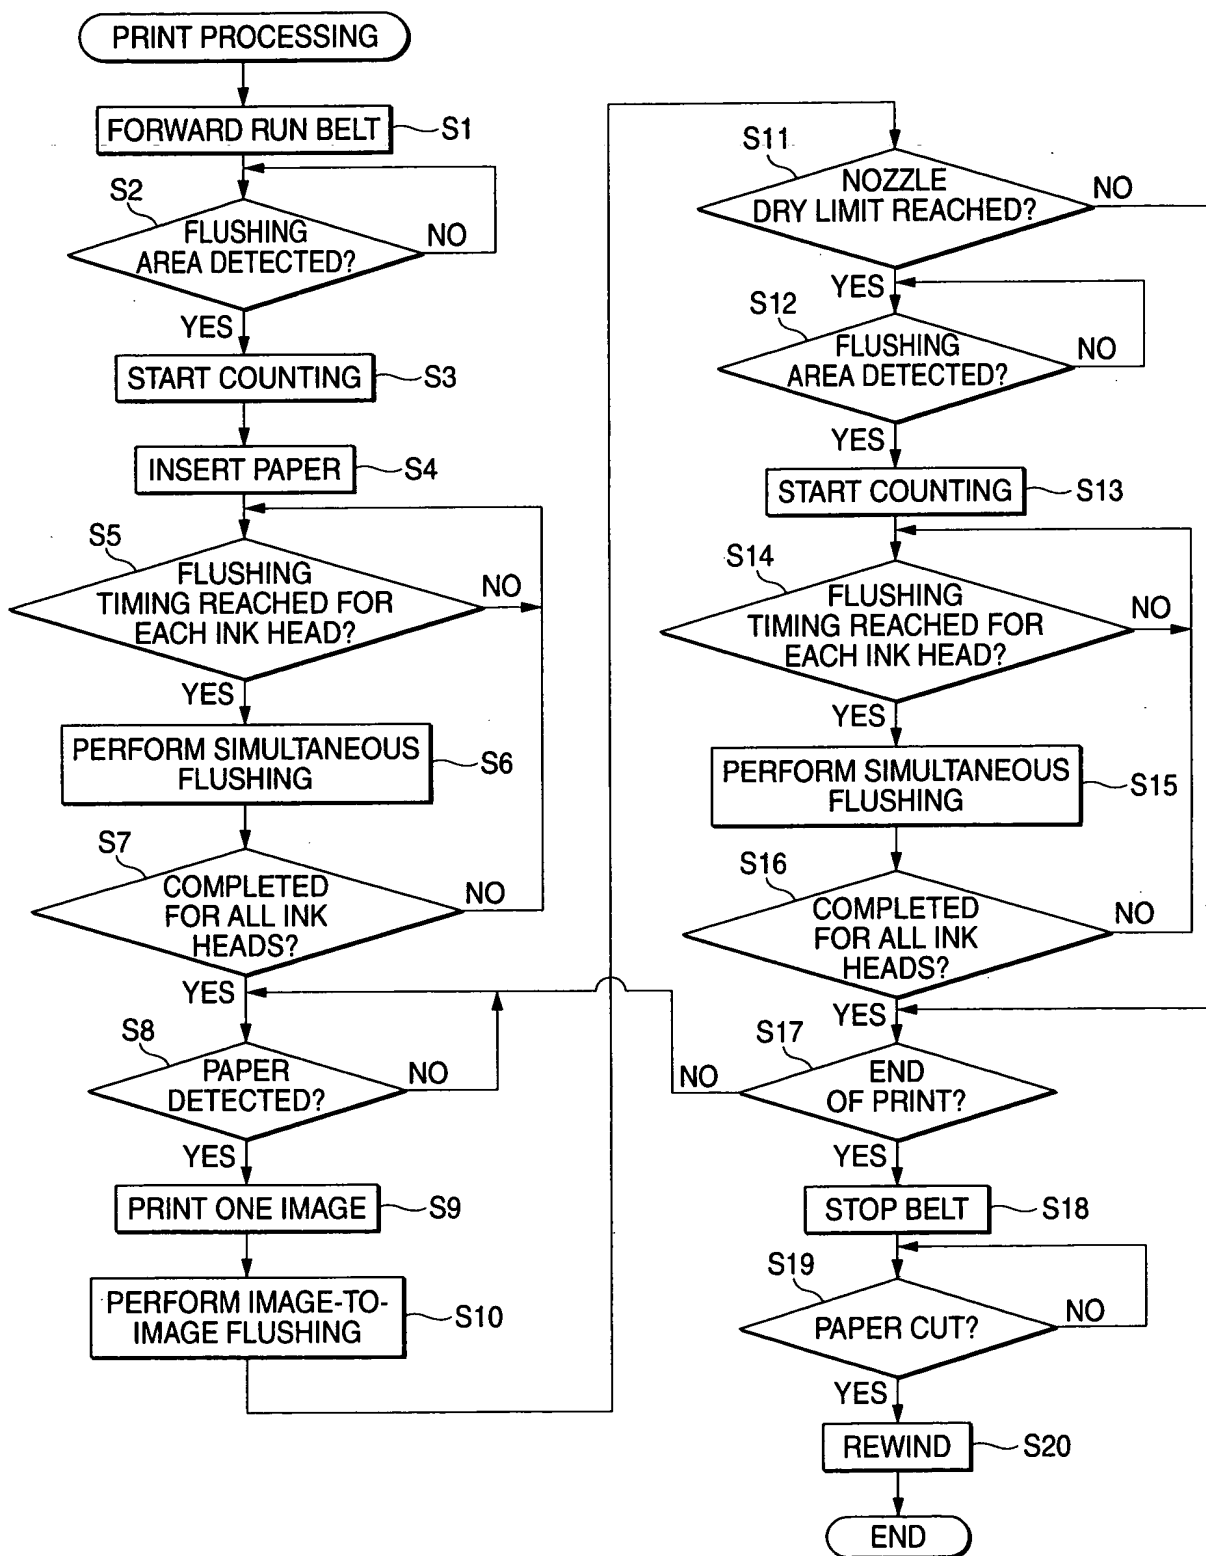 PRINT PROCESSING
FORWARD RUN BELT
S1
S2
FLUSHING
AREA DETECTED?
NO
YES
START COUNTING
S3
INSERT PAPER
S4
S5
FLUSHING
TIMING REACHED FOR
EACH INK HEAD?
NO
YES
PERFORM SIMULTANEOUS
FLUSHING
S6
S7
COMPLETED
FOR ALL INK
HEADS?
NO
YES
S8
PAPER
DETECTED?
NO
YES
PRINT ONE IMAGE
S9
PERFORM IMAGE-TO-
IMAGE FLUSHING
S10
S11
NOZZLE
DRY LIMIT REACHED?
NO
YES
S12
FLUSHING
AREA DETECTED?
NO
YES
START COUNTING
S13
S14
FLUSHING
TIMING REACHED FOR
EACH INK HEAD?
NO
YES
PERFORM SIMULTANEOUS
FLUSHING
S15
S16
COMPLETED
FOR ALL INK
HEADS?
NO
YES
S17
END
OF PRINT?
NO
YES
STOP BELT
S18
S19
PAPER CUT?
NO
YES
REWIND
S20
END